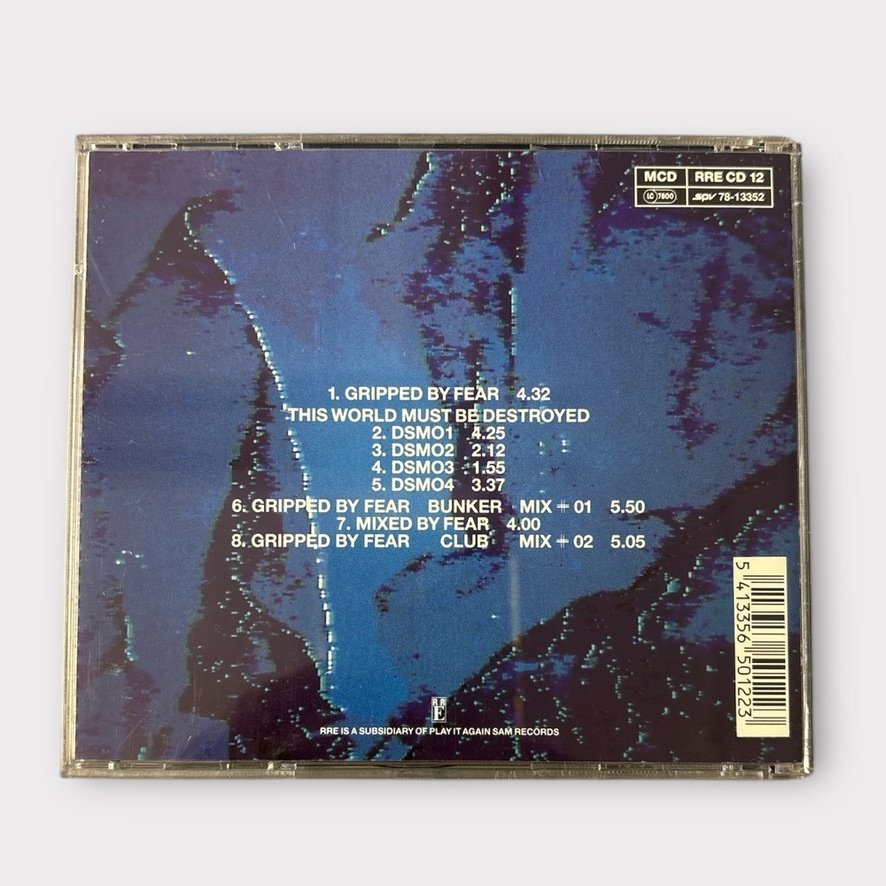 MCD RRE CD 12
LC 7800 spv 78-13352
1. GRIPPED BY FEAR 4.32
THIS WORLD MUST BE DESTROYED
2. DSMO1 4.25
3. DSMO2 2.12
4. DSMO3 1.55
5. DSMO4 3.37
6. GRIPPED BY FEAR BUNKER MIX # 01 5.50
7. MIXED BY FEAR 4.00
8. GRIPPED BY FEAR CLUB MIX # 02 5.05
5 413356 501223
RRE
RRE IS A SUBSIDIARY OF PLAY IT AGAIN SAM RECORDS